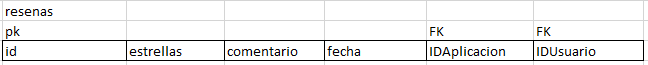 resenas
pk FK FK
id estrellas comentario fecha IDAplicacion IDUsuario